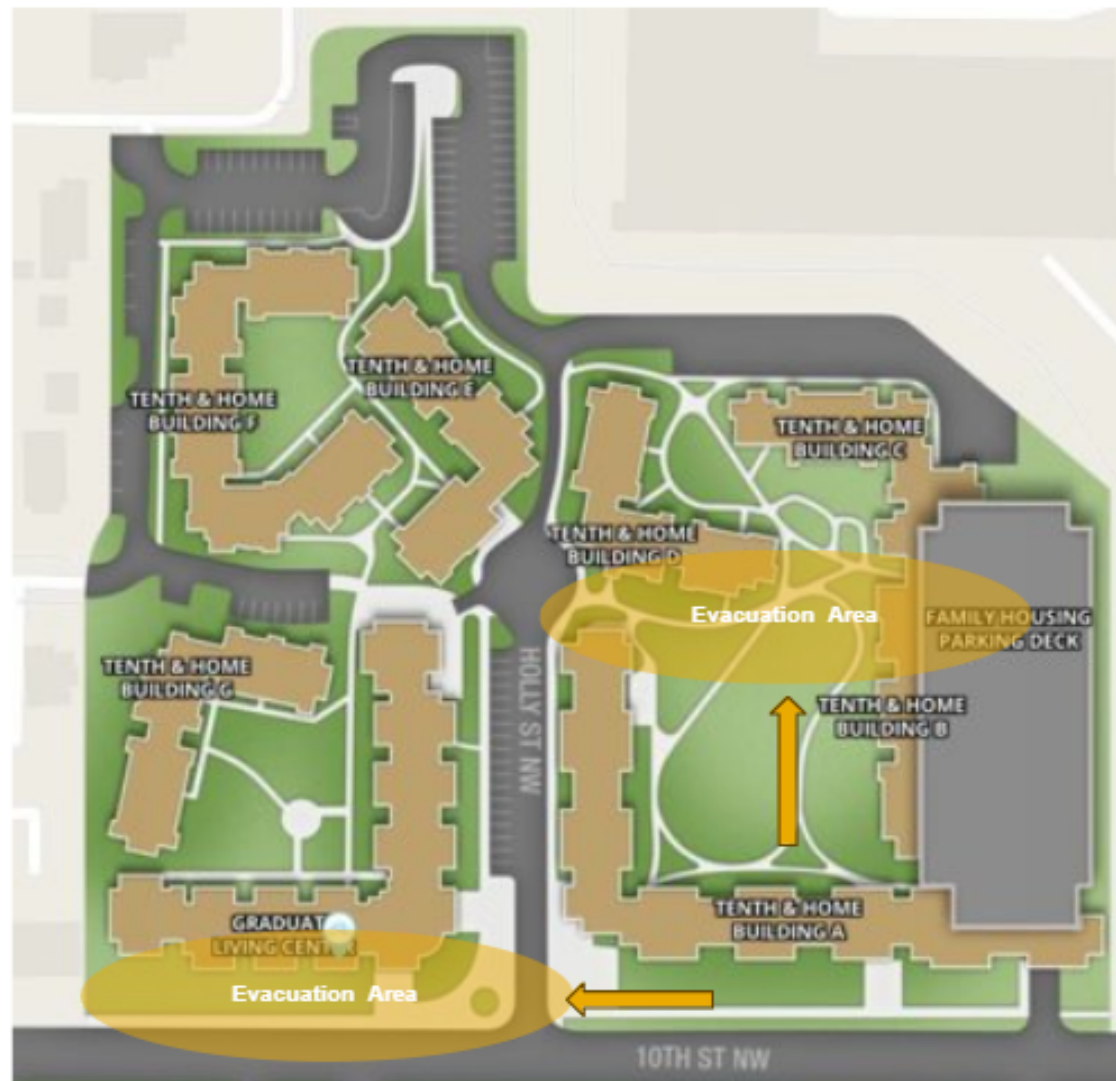 TENTH & HOME
BUILDING E
TENTH & HOME
BUILDING F
TENTH & HOME
BUILDING C
TENTH & HOME
BUILDING D
Evacuation Area
FAMILY HOUSING
PARKING DECK
TENTH & HOME
BUILDING G
HOLLY ST NW
TENTH & HOME
BUILDING B
TENTH & HOME
BUILDING A
GRADUATE
LIVING CENTER
Evacuation Area
10TH ST NW